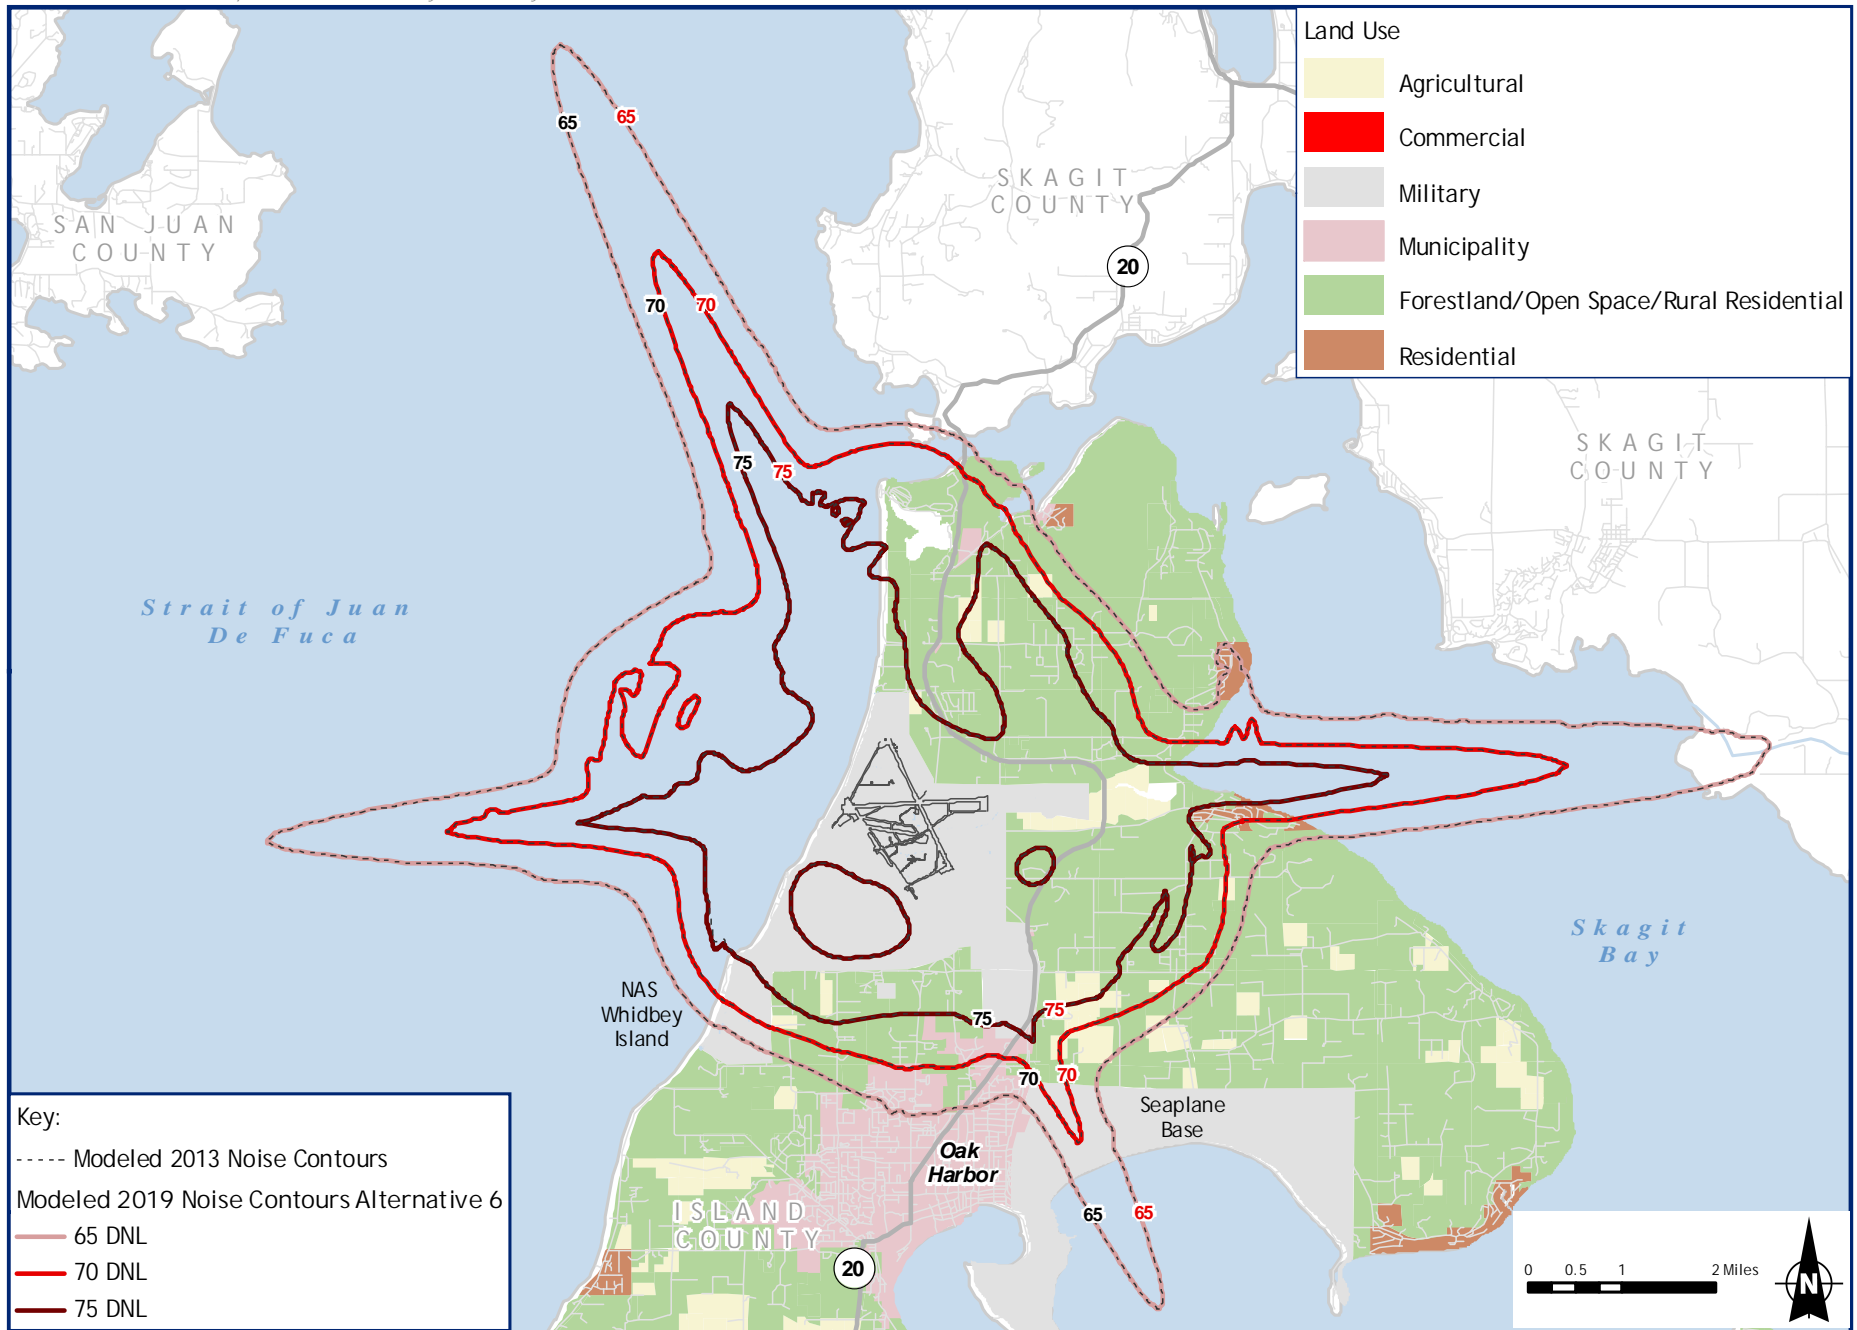 Land Use
Agricultural
Commercial
Military
Municipality
Forestland/Open Space/Rural Residential
Residential
65
65
SKAGIT
COUNTY
SAN JUAN
COUNTY
20
70
70
75
75
SKAGIT
COUNTY
Strait of Juan
De Fuca
Skagit
Bay
NAS
Whidbey
Island
75
75
70
70
Seaplane
Base
Oak
Harbor
ISLAND
COUNTY
65
65
20
Key:
Modeled 2013 Noise Contours
Modeled 2019 Noise Contours Alternative 6
65 DNL
70 DNL
75 DNL
0 0.5 1 2 Miles
N